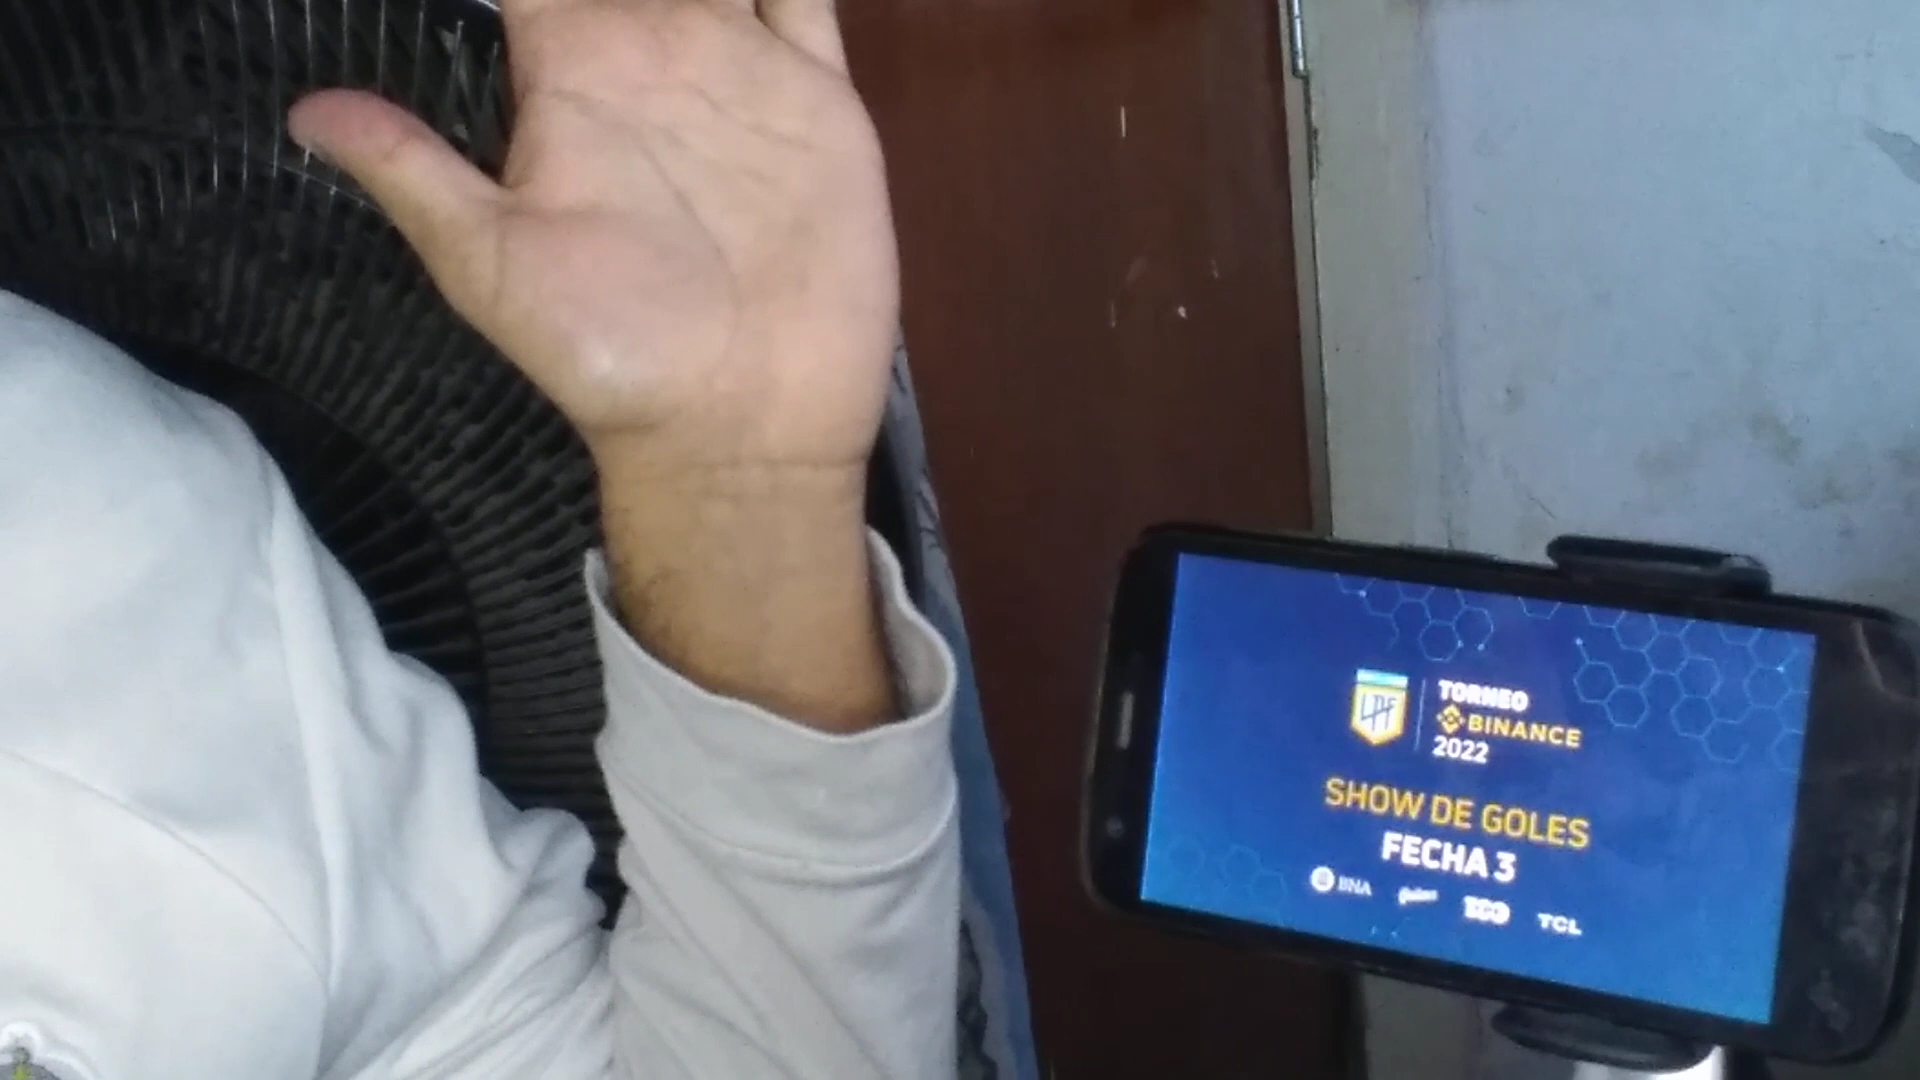 LPF
TORNEO
BINANCE
2022
SHOW DE GOLES
FECHA 3
BNA
TCL